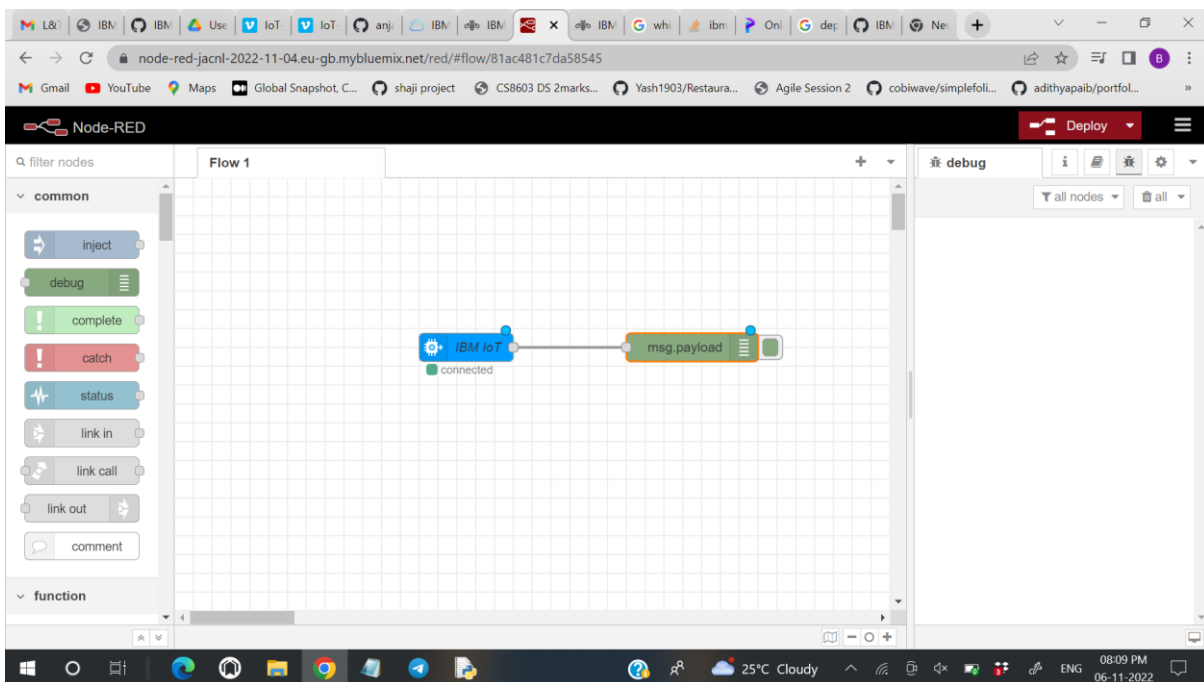 L&T IBM IBM Use IoT- IoT- anja IBM IBM IBM whi ibm Onl dep IBM Nev
node-red-jacnl-2022-11-04.eu-gb.mybluemix.net/red/#flow/81ac481c7da58545 B
Gmail YouTube Maps Global Snapshot, C... shaji project CS8603 DS 2marks... Yash1903/Restaura... Agile Session 2 cobiwave/simplefoli... adithyapaib/portfol... »
Node-RED Deploy
filter nodes Flow 1 debug i
common all nodes all
inject
debug
complete
catch
status
link in
link call
link out
comment
function
IBM IoT msg.payload
connected
25°C Cloudy ENG 08:09 PM
06-11-2022